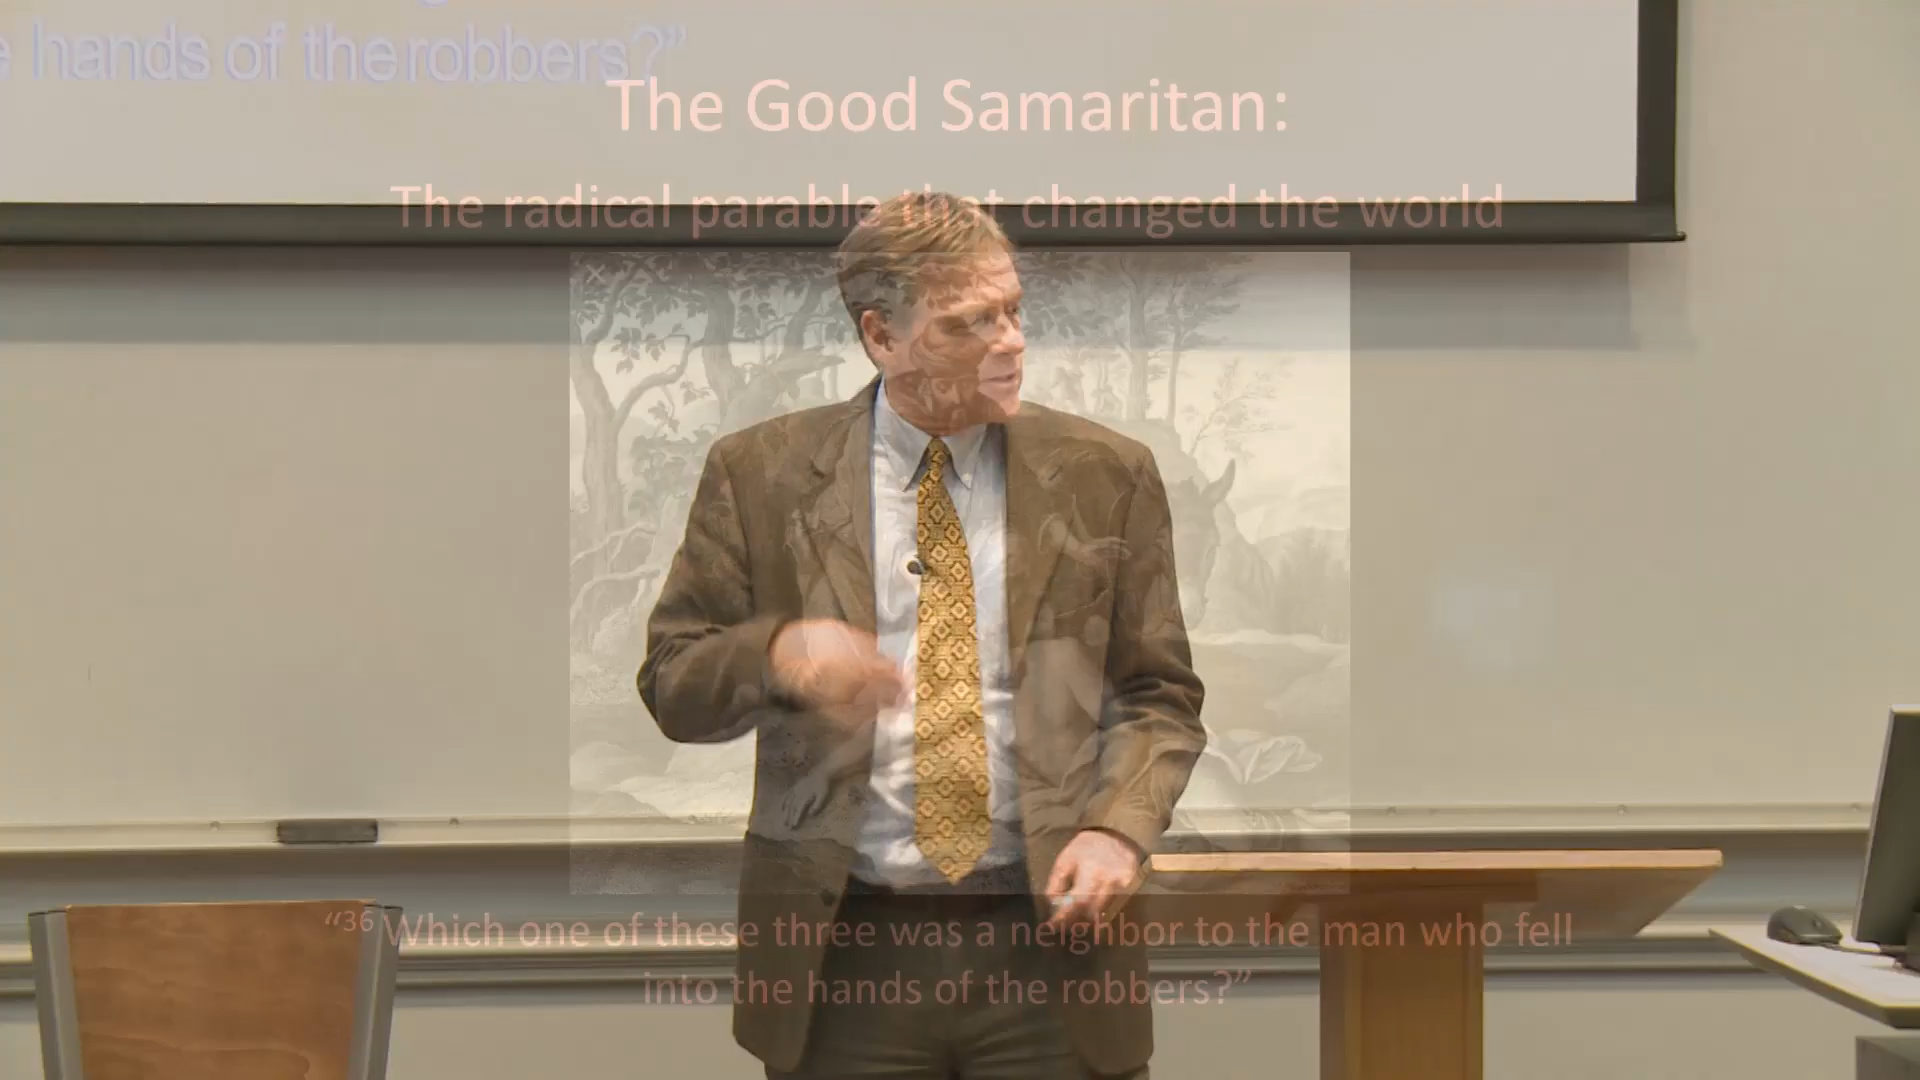 hands of the robbers?”
The Good Samaritan:
The radical parable that changed the world
“36 Which one of these three was a neighbor to the man who fell
into the hands of the robbers?”